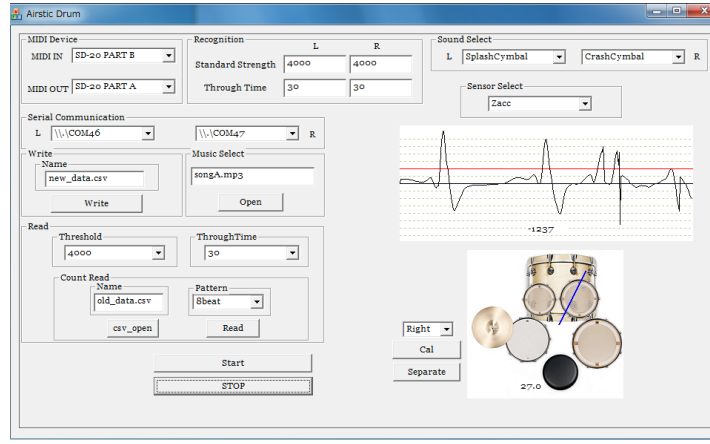 Airstic Drum
MIDI Device
MIDI IN SD-20 PART B
MIDI OUT SD-20 PART A
Recognition
L R
Standard Strength 4000 4000
Through Time 30 30
Sound Select
L SplashCymbal CrashCymbal R
Sensor Select
Zacc
Serial Communication
L \\.\COM46 \\.\COM47 R
Write
Name
new_data.csv
Write
Music Select
songA.mp3
Open
Read
Threshold
4000
ThroughTime
30
Count Read
Name
old_data.csv
csv_open
Pattern
8beat
Read
Start
STOP
-1237
Right
Cal
Separate
27.0